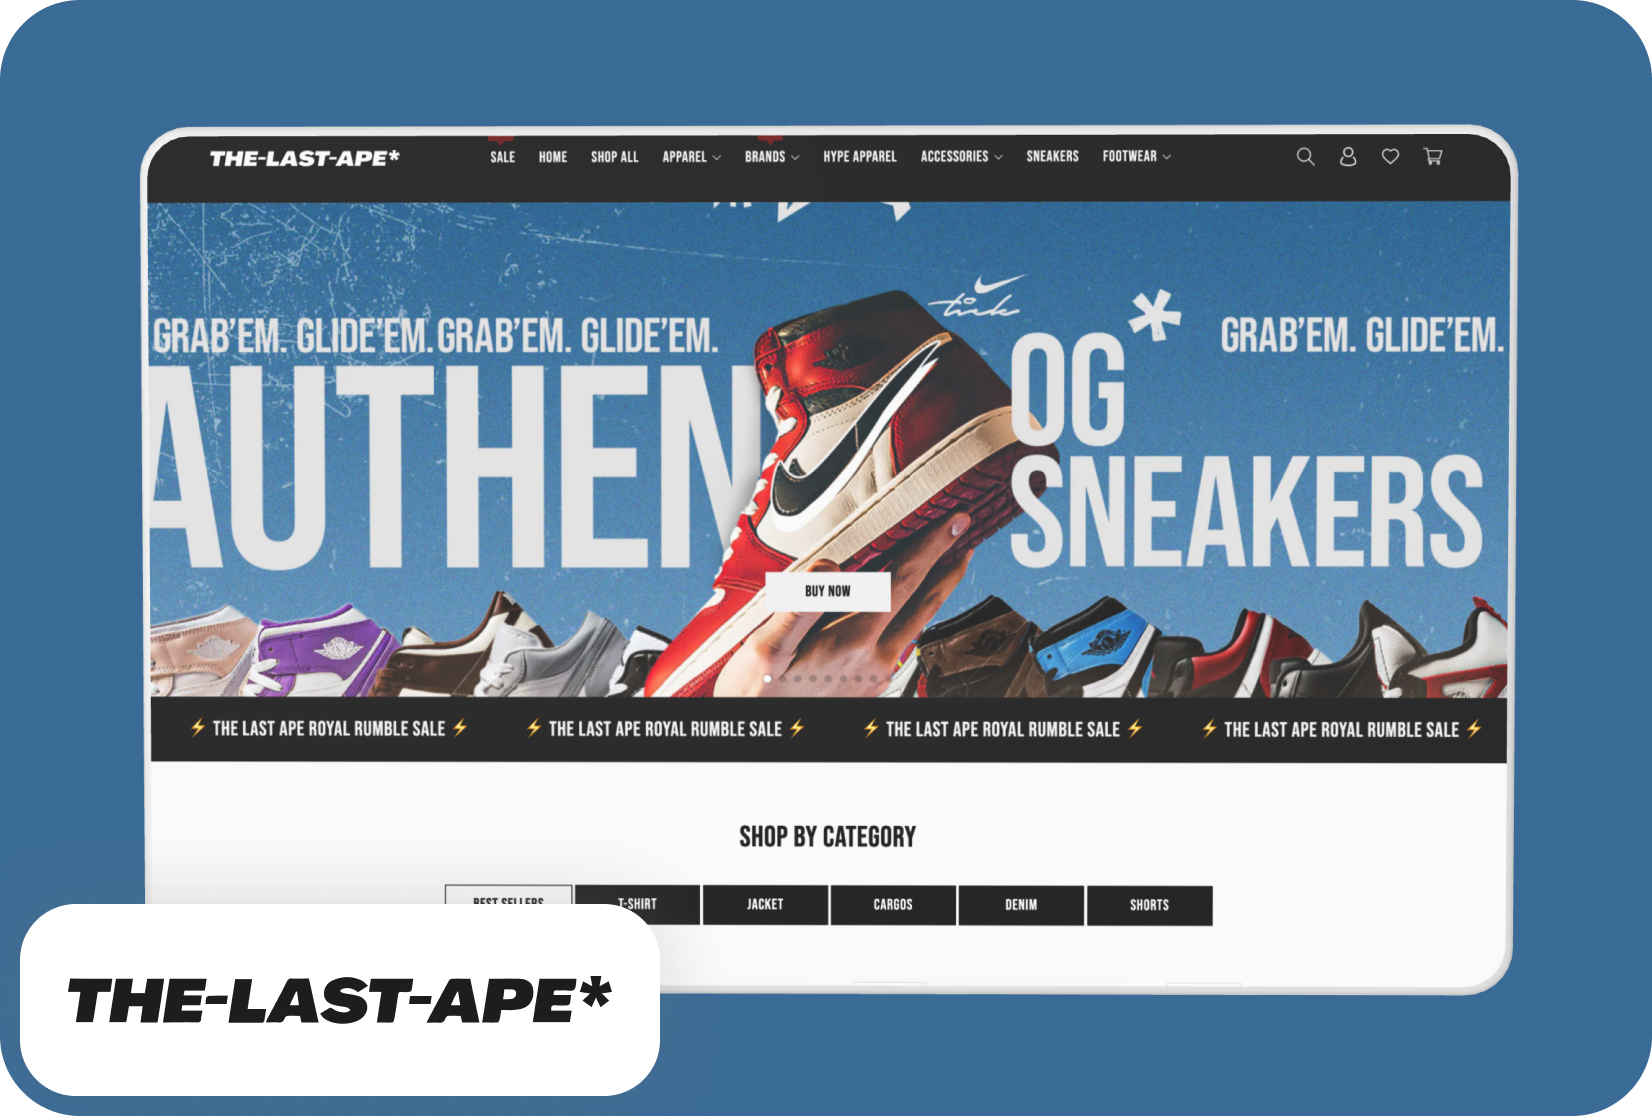 THE-LAST-APE*
SALE HOME SHOP ALL APPAREL BRANDS HYPE APPAREL ACCESSORIES SNEAKERS FOOTWEAR
tick
GRAB'EM. GLIDE'EM. GRAB'EM. GLIDE'EM.
AUTHEN
OG*
SNEAKERS
GRAB'EM. GLIDE'EM.
BUY NOW
⚡ THE LAST APE ROYAL RUMBLE SALE ⚡ ⚡ THE LAST APE ROYAL RUMBLE SALE ⚡ ⚡ THE LAST APE ROYAL RUMBLE SALE ⚡ ⚡ THE LAST APE ROYAL RUMBLE SALE ⚡
SHOP BY CATEGORY
BEST SELLERS T-SHIRT JACKET CARGOS DENIM SHORTS
THE-LAST-APE*